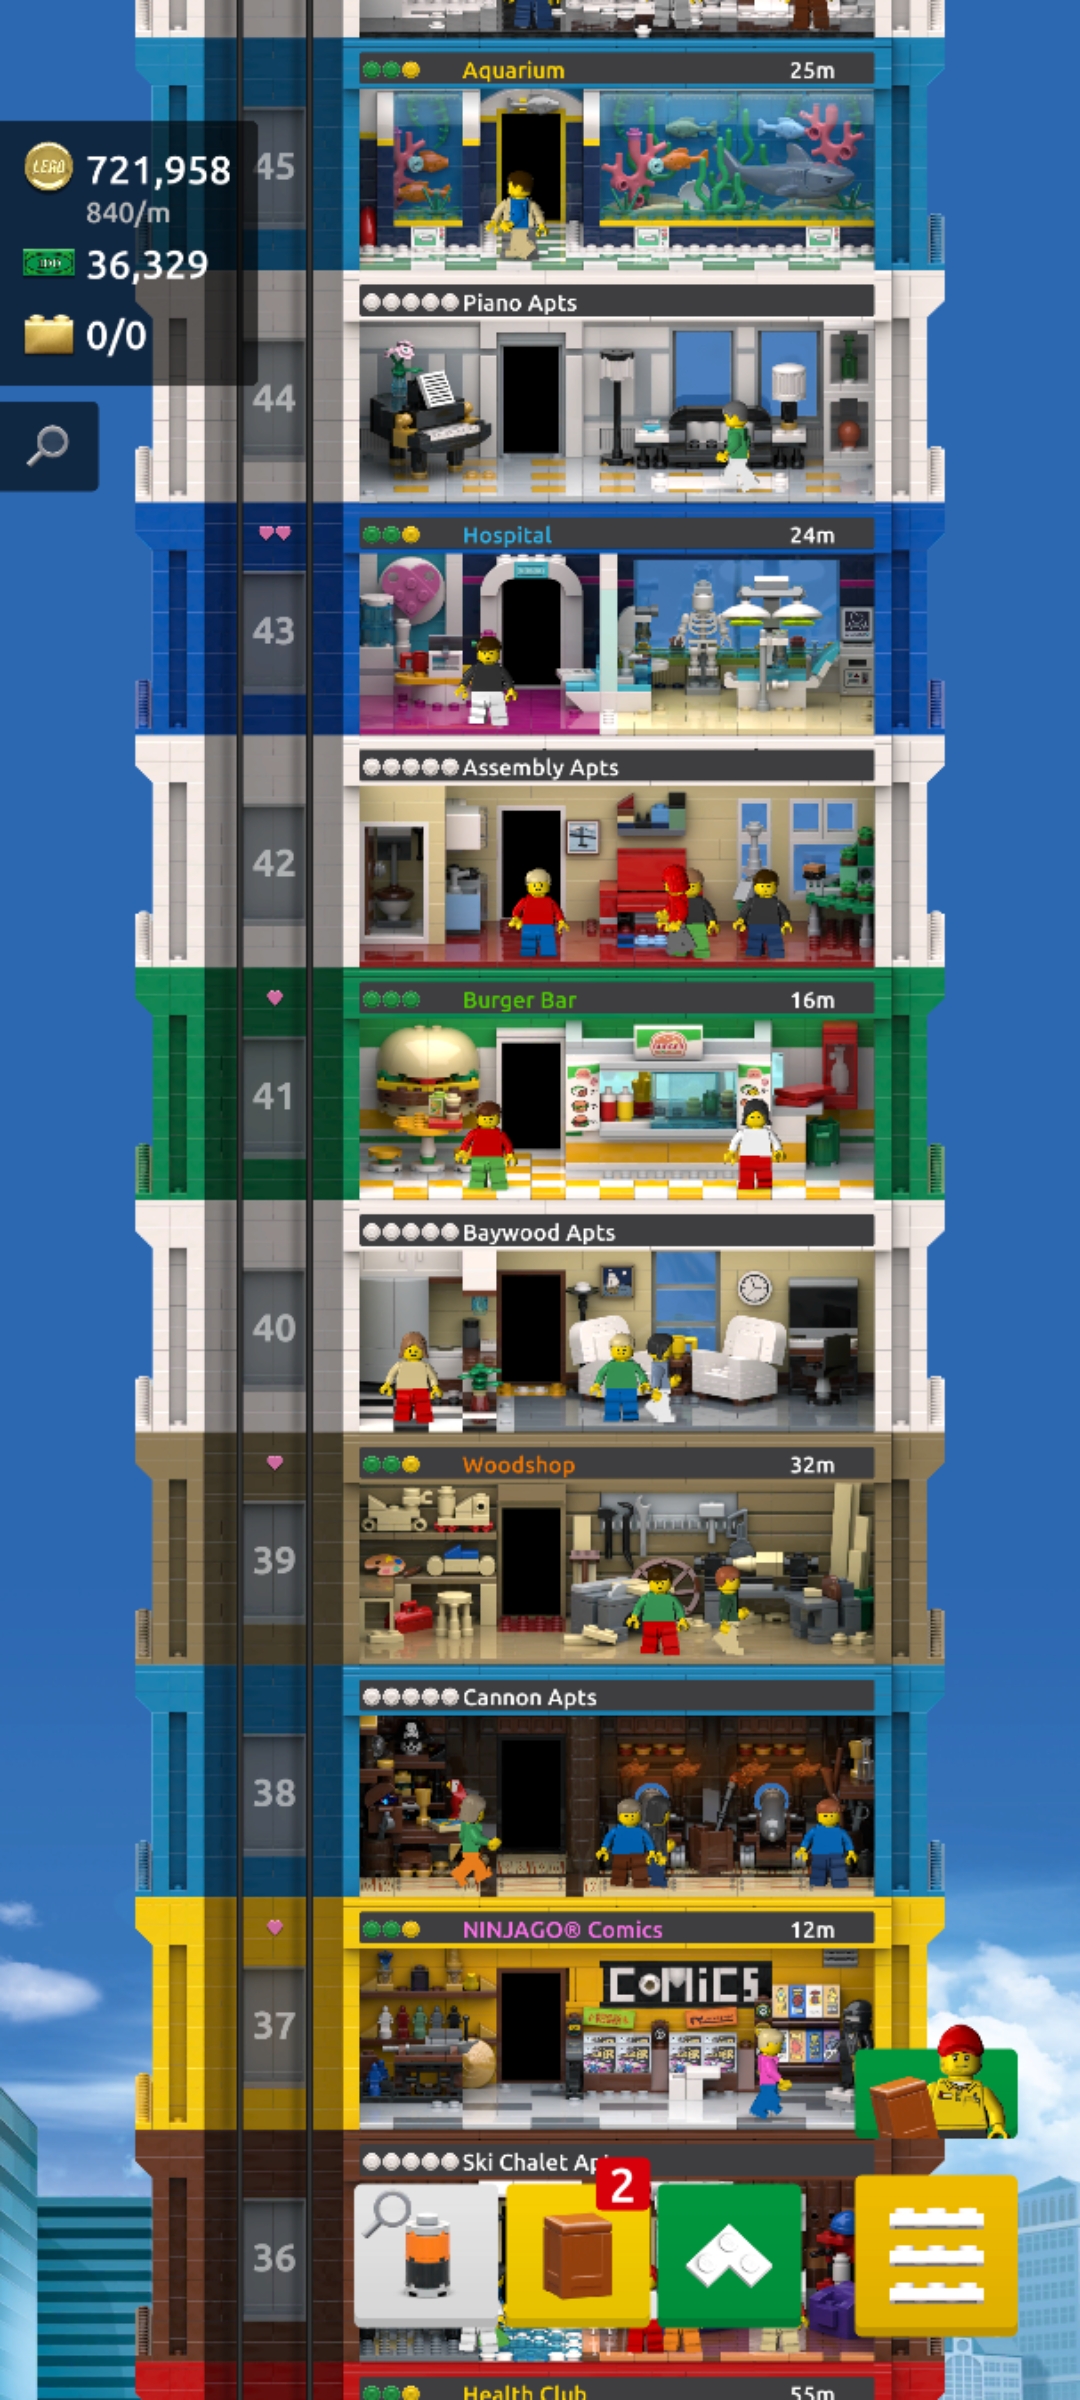 Aquarium 25m
LEGO 721,958
840/m
36,329
0/0
45
Piano Apts
44
Hospital 24m
43
Assembly Apts
42
Burger Bar 16m
41
Baywood Apts
40
Woodshop 32m
39
Cannon Apts
38
NINJAGO® Comics 12m
COMiCS
37
Ski Chalet Ap
2
36
Health Club 55m